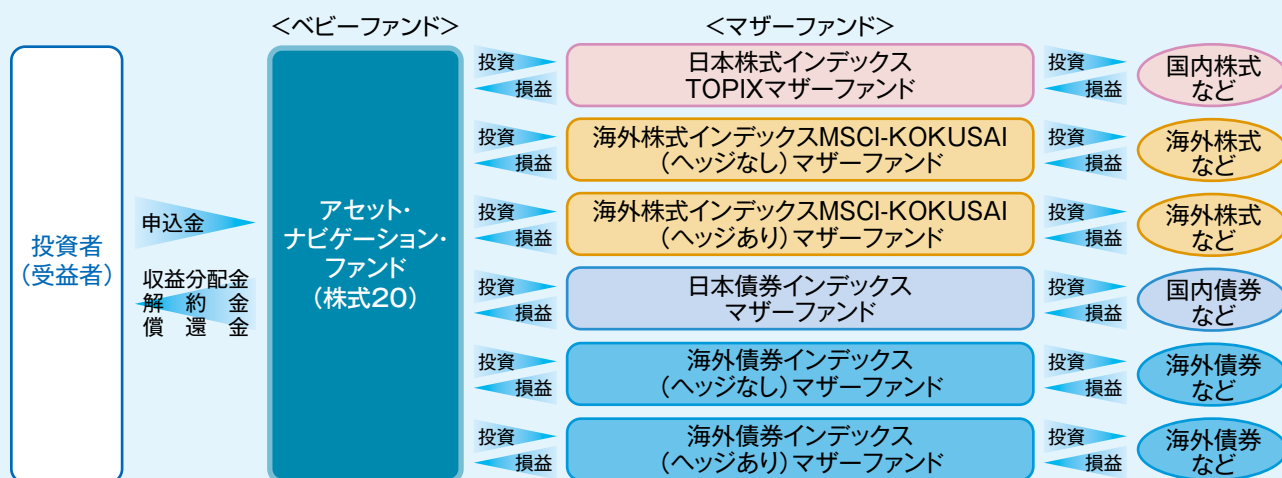 ＜ベビーファンド＞
＜マザーファンド＞
投資者
（受益者）
申込金
収益分配金
解約金
償還金
アセット・
ナビゲーション・
ファンド
（株式20）
投資
損益
日本株式インデックス
TOPIXマザーファンド
投資
損益
国内株式
など
投資
損益
海外株式インデックスMSCI-KOKUSAI
（ヘッジなし）マザーファンド
投資
損益
海外株式
など
投資
損益
海外株式インデックスMSCI-KOKUSAI
（ヘッジあり）マザーファンド
投資
損益
海外株式
など
投資
損益
日本債券インデックス
マザーファンド
投資
損益
国内債券
など
投資
損益
海外債券インデックス
（ヘッジなし）マザーファンド
投資
損益
海外債券
など
投資
損益
海外債券インデックス
（ヘッジあり）マザーファンド
投資
損益
海外債券
など